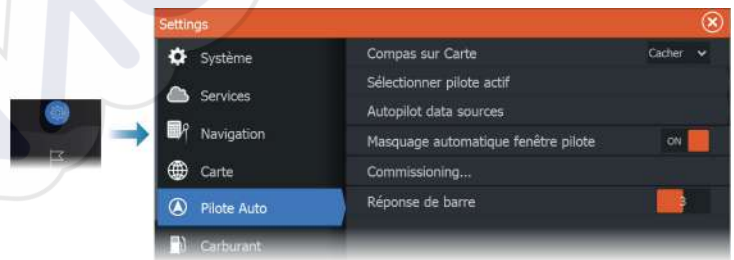 Settings
Système
Services
Navigation
Carte
Pilote Auto
Carburant
Compas sur Carte Cacher
Sélectionner pilote actif
Autopilot data sources
Masquage automatique fenêtre pilote ON
Commissioning...
Réponse de barre 3